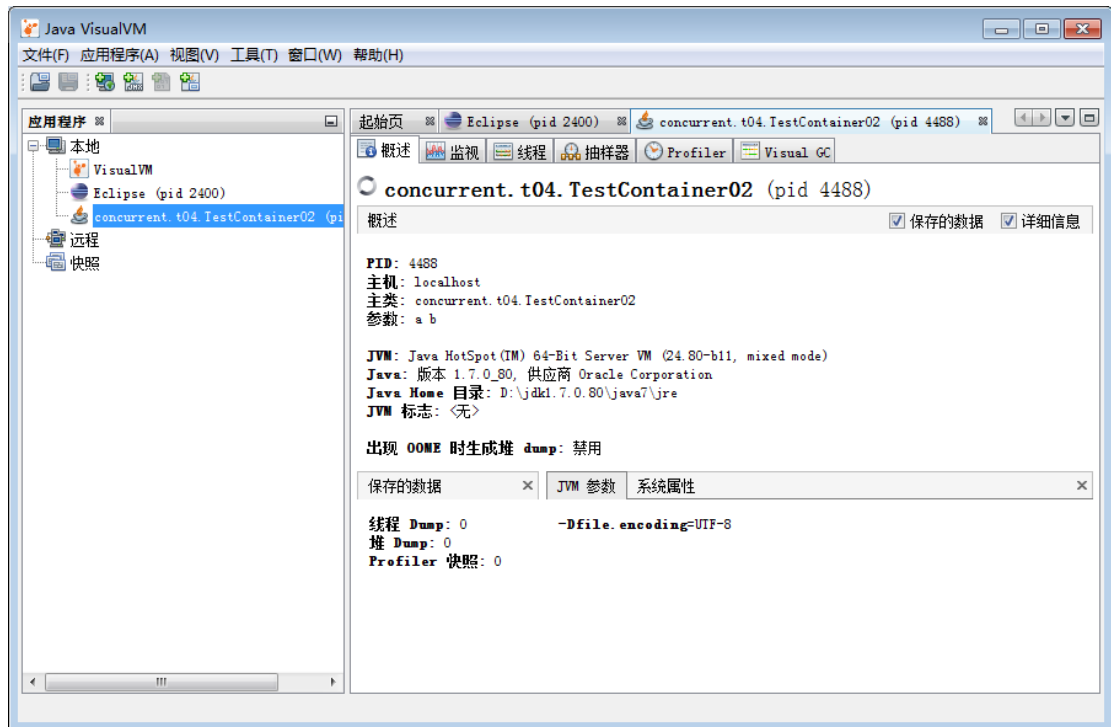 Java VisualVM
文件(F) 应用程序(A) 视图(V) 工具(T) 窗口(W) 帮助(H)
应用程序
本地
VisualVM
Eclipse (pid 2400)
concurrent.t04.TestContainer02 (pi
远程
快照
起始页 Eclipse (pid 2400) concurrent.t04.TestContainer02 (pid 4488)
概述 监视 线程 抽样器 Profiler Visual GC
concurrent.t04.TestContainer02 (pid 4488)
概述 保存的数据 详细信息
PID: 4488
主机: localhost
主类: concurrent.t04.TestContainer02
参数: a b
JVM: Java HotSpot(TM) 64-Bit Server VM (24.80-b11, mixed mode)
Java: 版本 1.7.0_80, 供应商 Oracle Corporation
Java Home 目录: D:\jdk1.7.0.80\java7\jre
JVM 标志: <无>
出现 OOME 时生成堆 dump: 禁用
保存的数据 JVM 参数 系统属性
线程 Dump: 0 -Dfile.encoding=UTF-8
堆 Dump: 0
Profiler 快照: 0